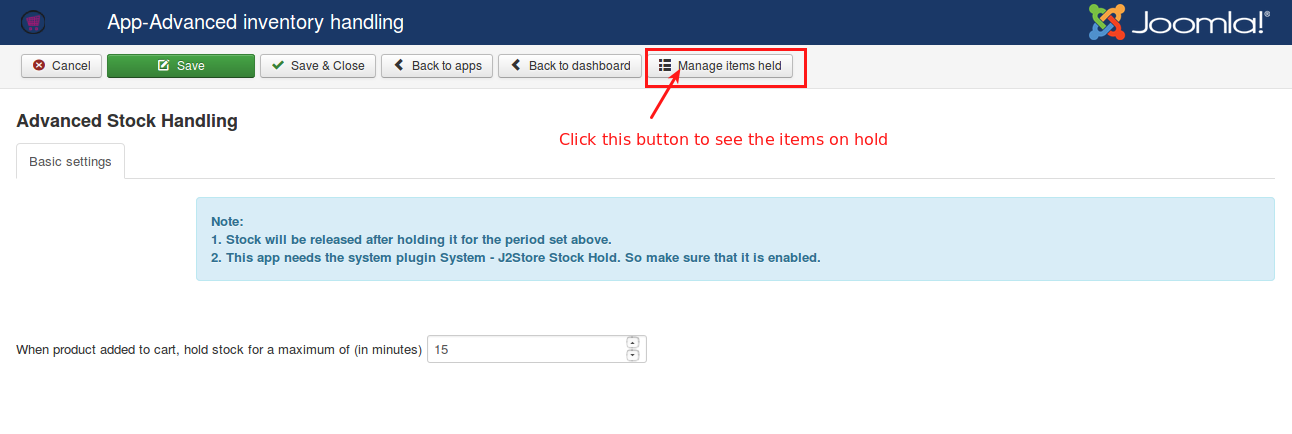 App-Advanced inventory handling
Joomla!®
Cancel
Save
Save & Close
Back to apps
Back to dashboard
Manage items held
Click this button to see the items on hold
Advanced Stock Handling
Basic settings
Note:
1. Stock will be released after holding it for the period set above.
2. This app needs the system plugin System - J2Store Stock Hold. So make sure that it is enabled.
When product added to cart, hold stock for a maximum of (in minutes) 15